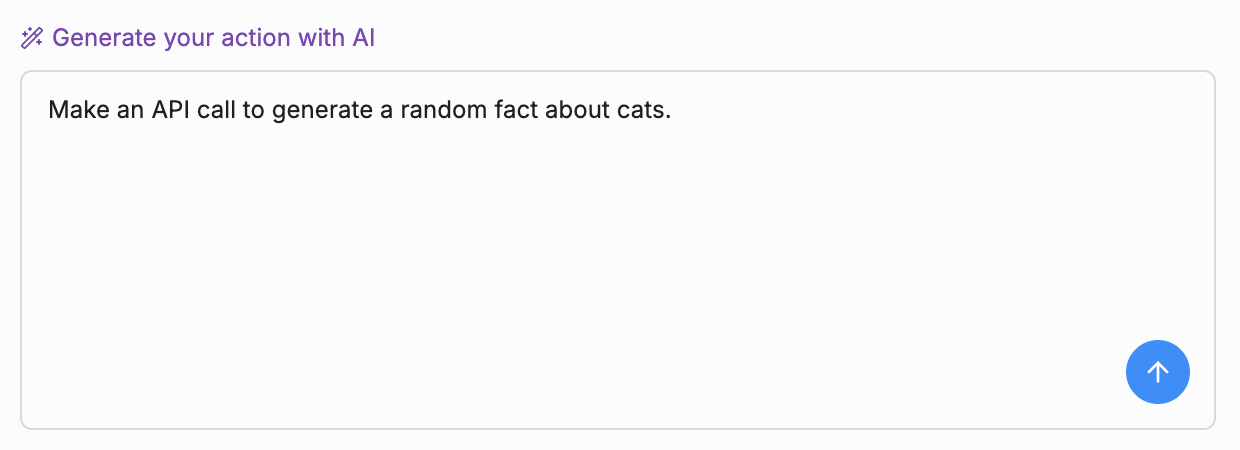 Generate your action with AI
Make an API call to generate a random fact about cats.